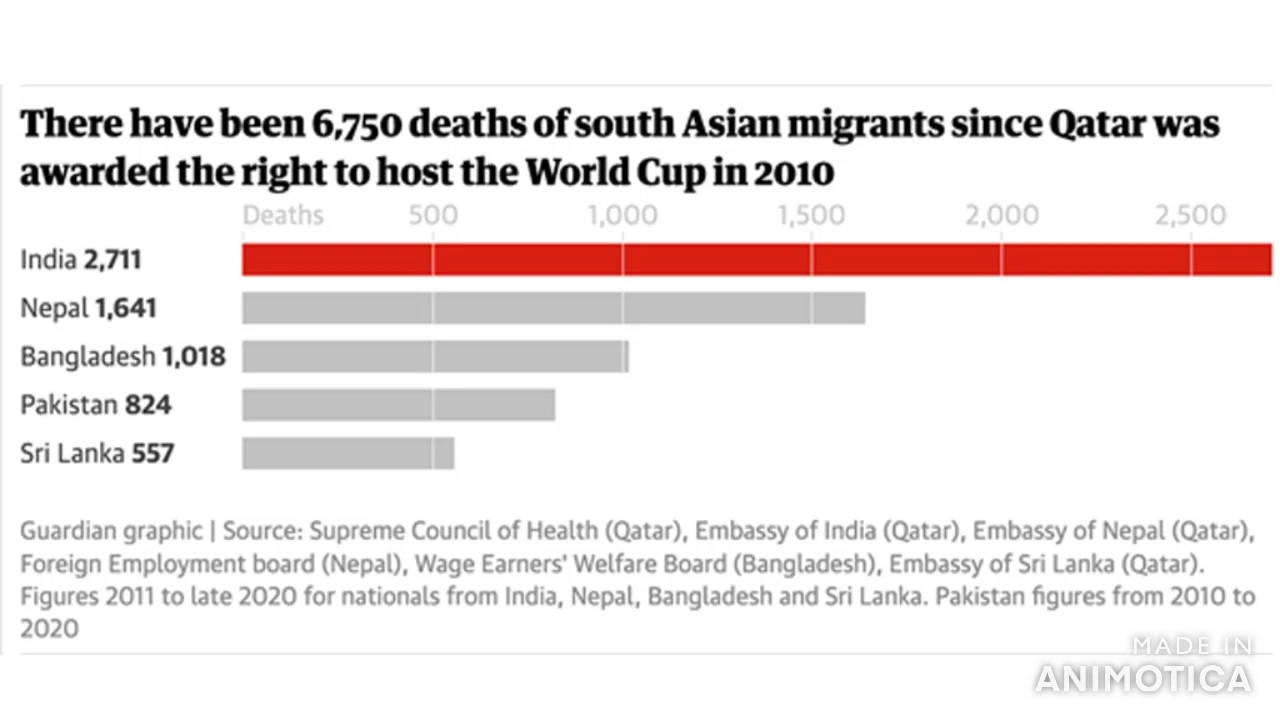 There have been 6,750 deaths of south Asian migrants since Qatar was
awarded the right to host the World Cup in 2010
Deaths 500 1,000 1,500 2,000 2,500
India 2,711
Nepal 1,641
Bangladesh 1,018
Pakistan 824
Sri Lanka 557
Guardian graphic | Source: Supreme Council of Health (Qatar), Embassy of India (Qatar), Embassy of Nepal (Qatar),
Foreign Employment board (Nepal), Wage Earners' Welfare Board (Bangladesh), Embassy of Sri Lanka (Qatar).
Figures 2011 to late 2020 for nationals from India, Nepal, Bangladesh and Sri Lanka. Pakistan figures from 2010 to
2020
MADE IN
ANIMOTICA